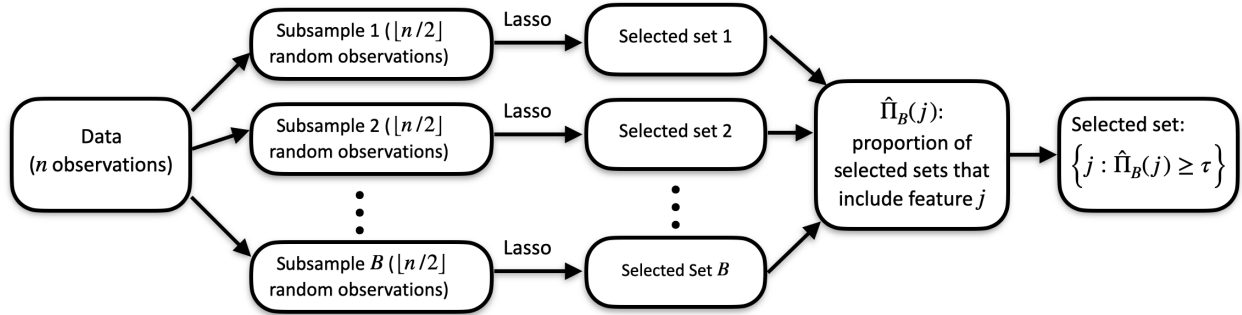 Data
(n observations)
Subsample 1 (⌊n/2⌋
random observations)
Lasso
Selected set 1
Subsample 2 (⌊n/2⌋
random observations)
Lasso
Selected set 2
Subsample B (⌊n/2⌋
random observations)
Lasso
Selected Set B
Π̂_B(j):
proportion of
selected sets that
include feature j
Selected set:
{j : Π̂_B(j) ≥ τ}